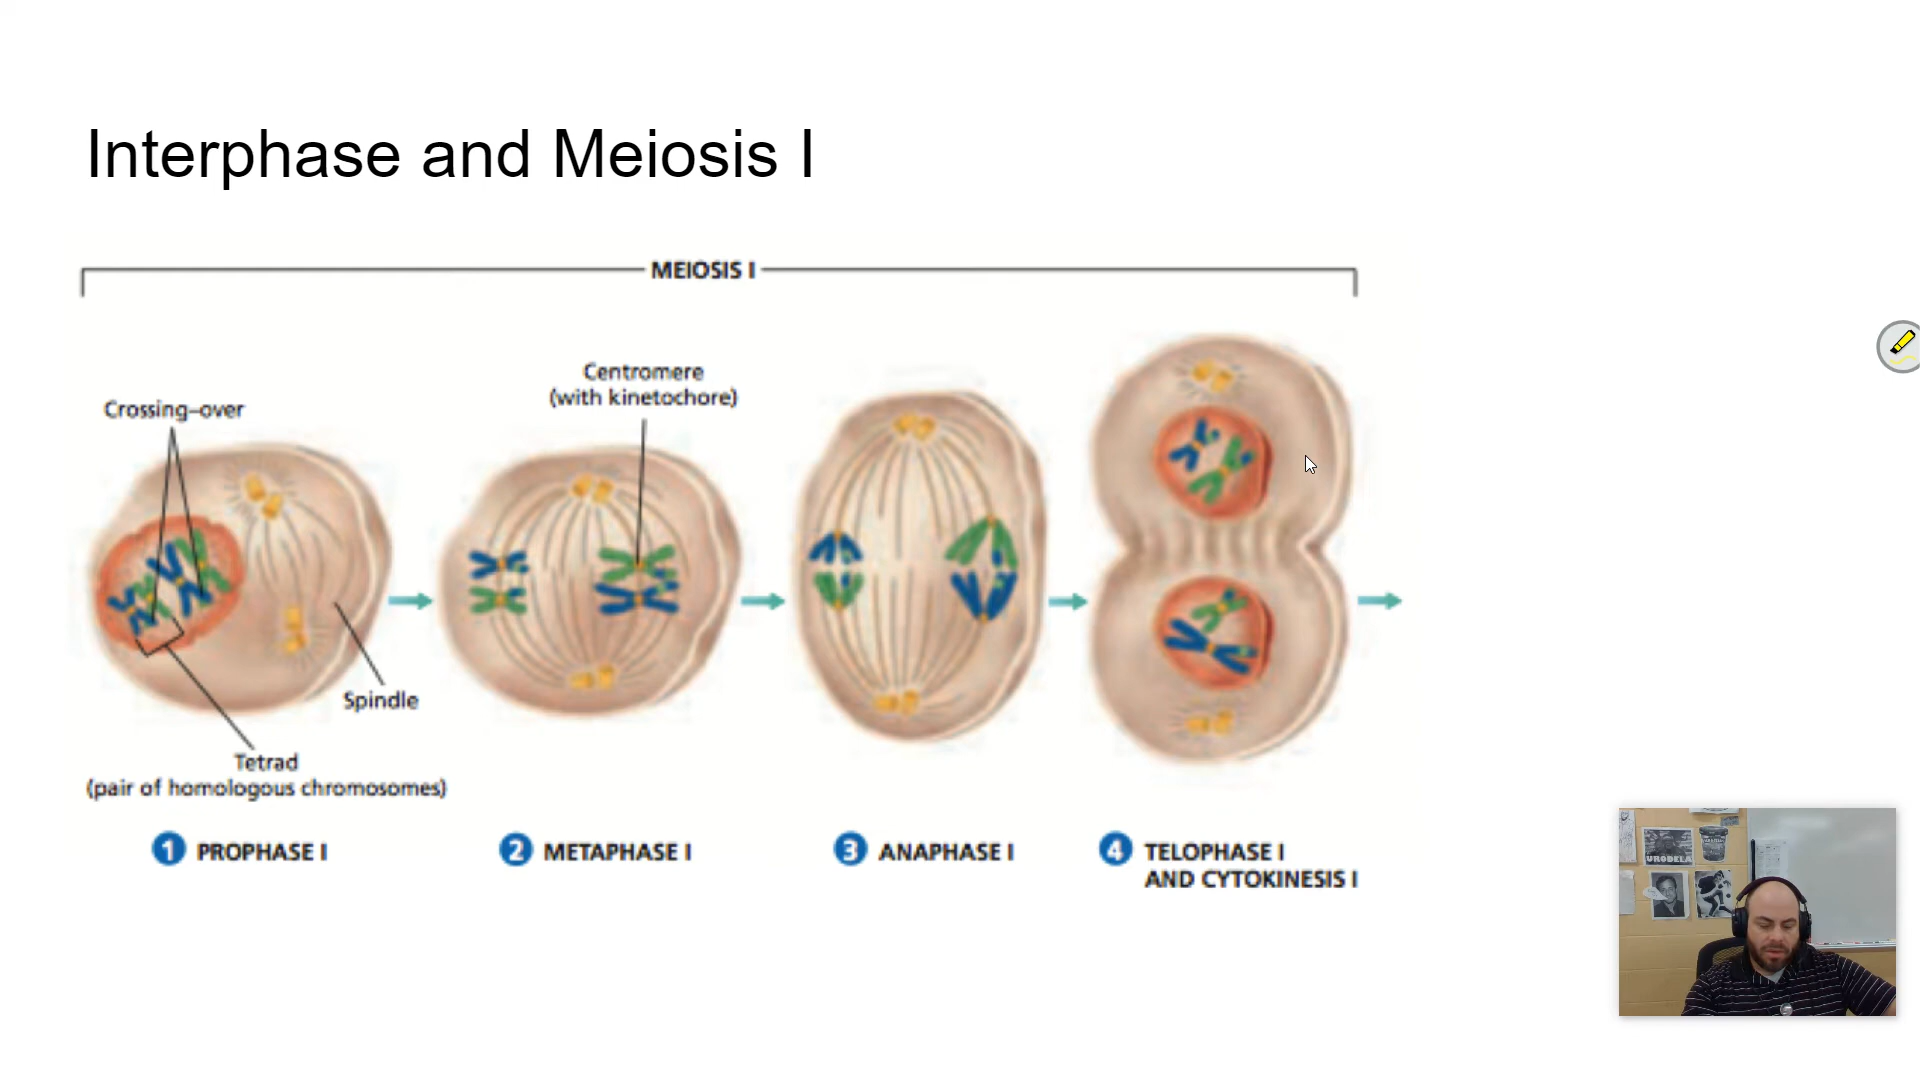 Interphase and Meiosis I
MEIOSIS I
Centromere
(with kinetochore)
Crossing–over
Spindle
Tetrad
(pair of homologous chromosomes)
1 PROPHASE I
2 METAPHASE I
3 ANAPHASE I
4 TELOPHASE I
AND CYTOKINESIS I
URODELA